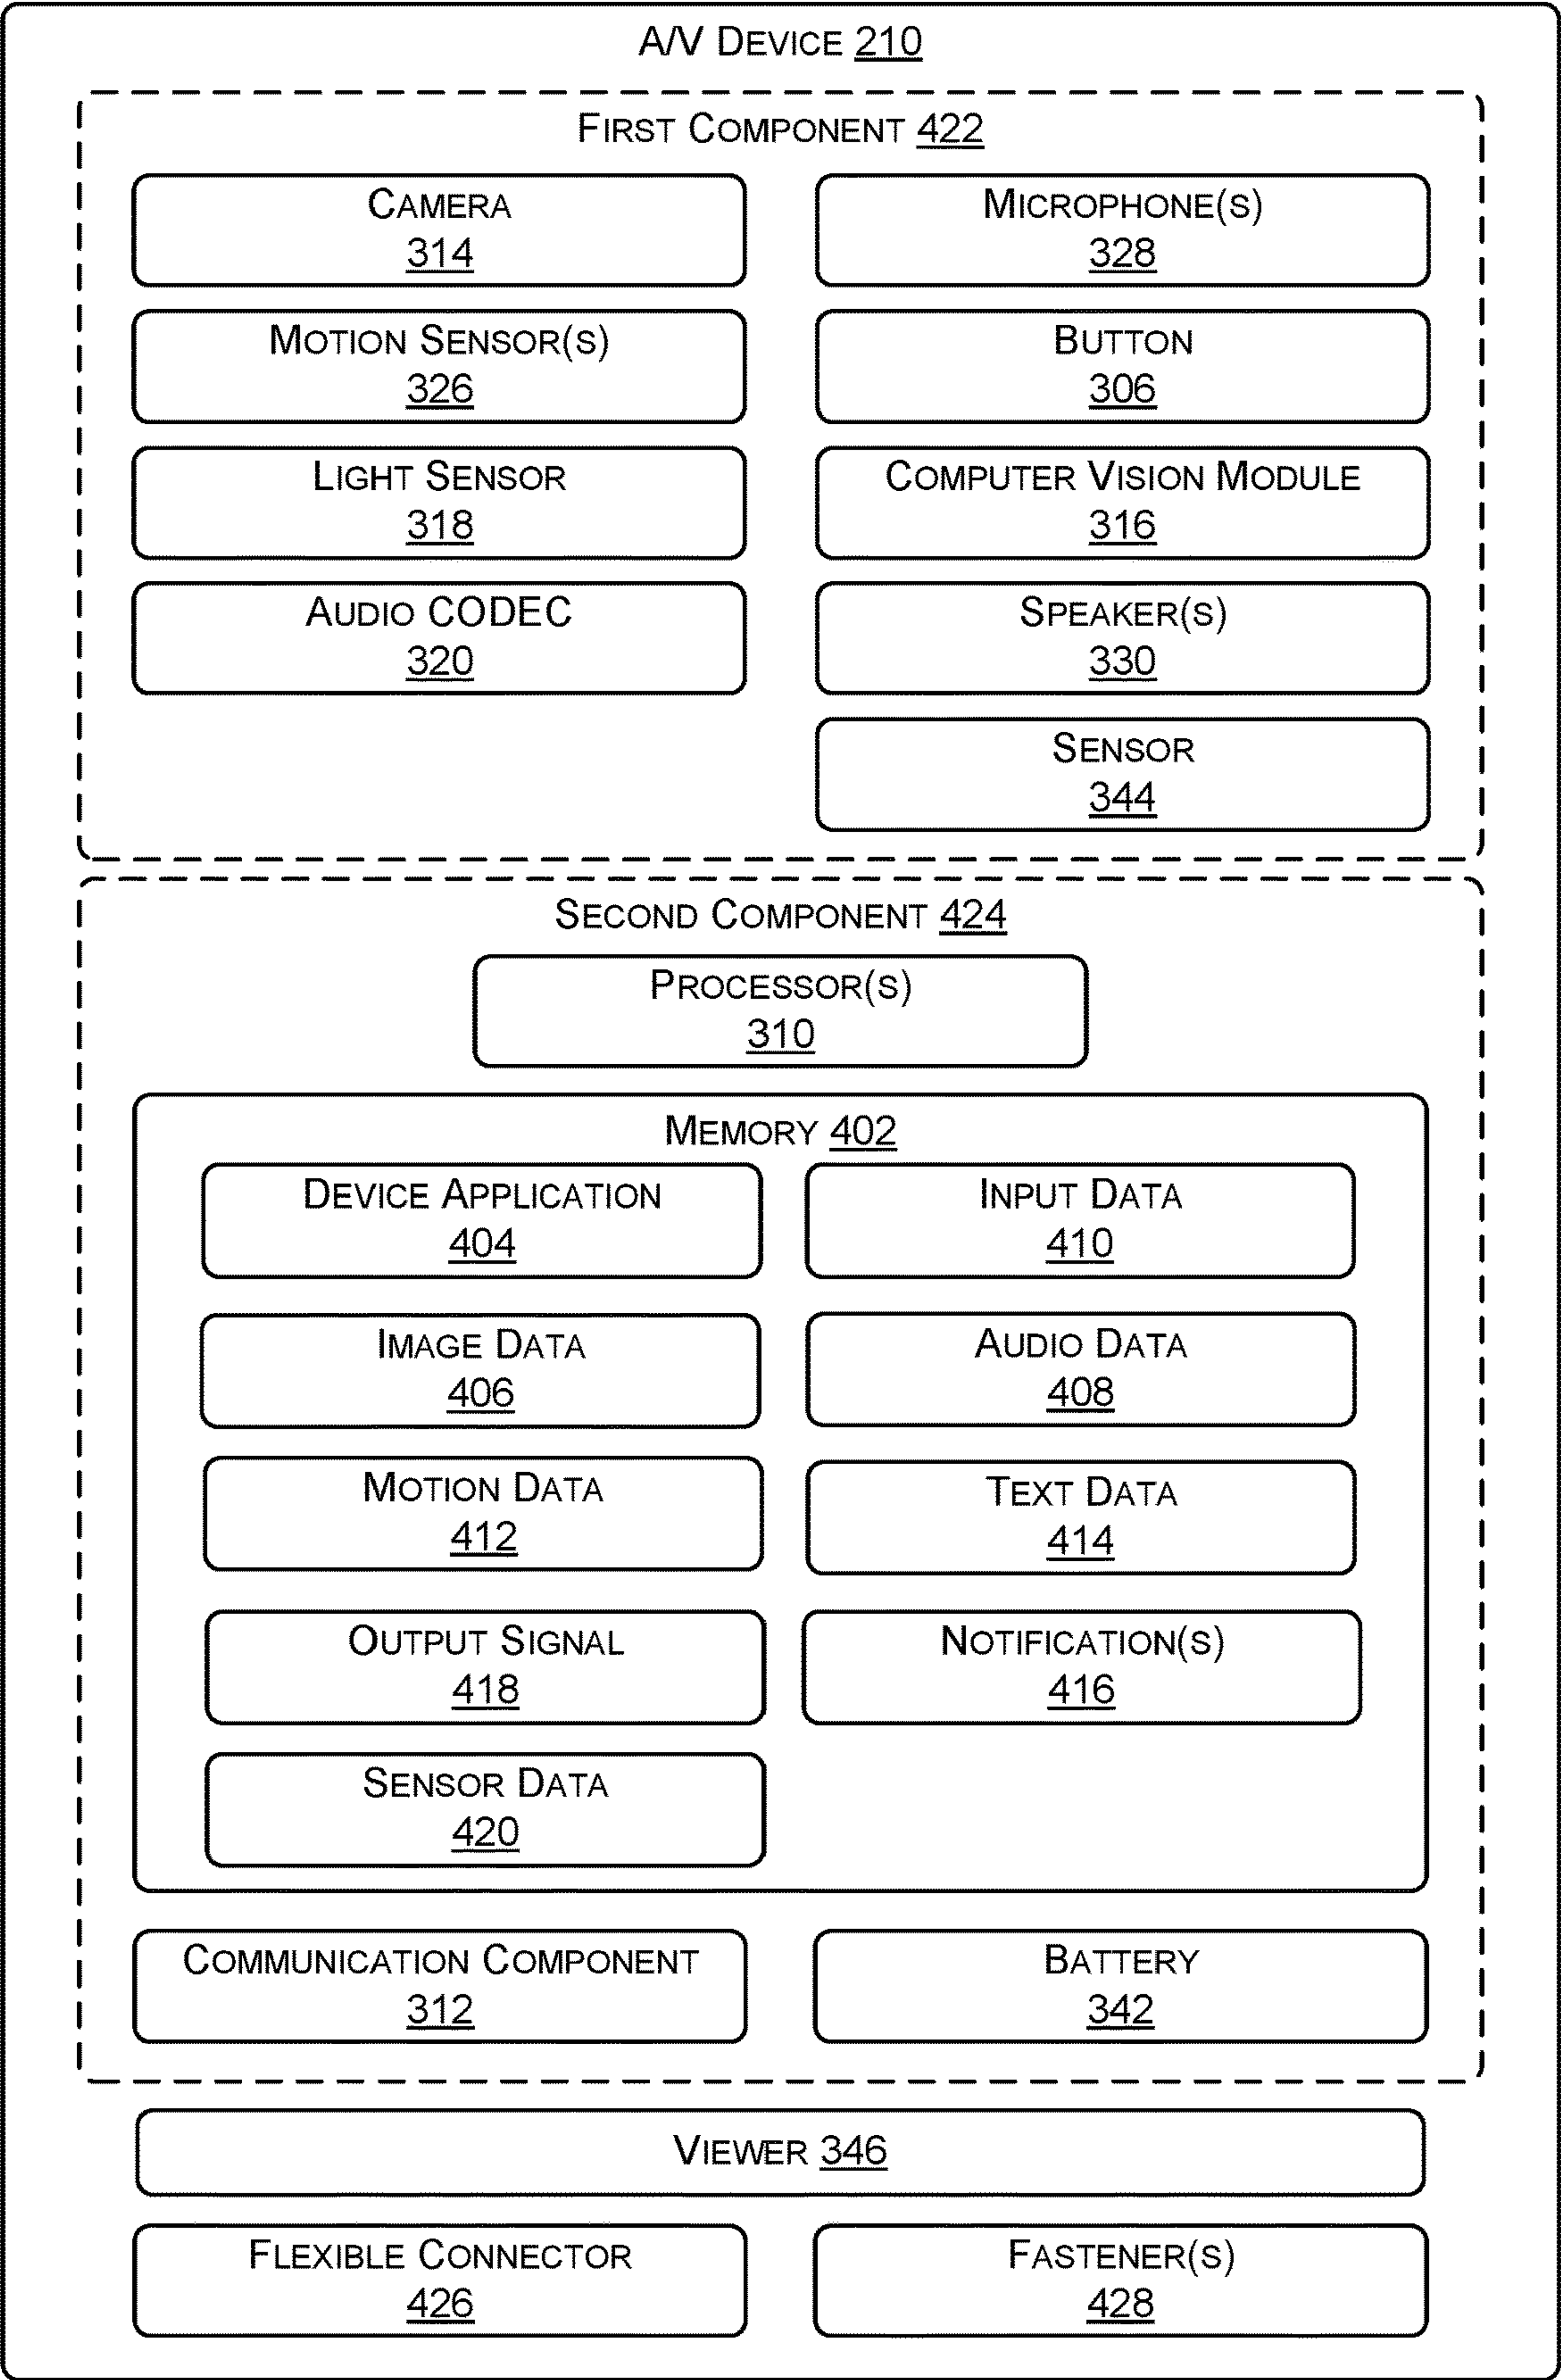 A/V DEVICE 210
FIRST COMPONENT 422
CAMERA
314
MICROPHONE(S)
328
MOTION SENSOR(S)
326
BUTTON
306
LIGHT SENSOR
318
COMPUTER VISION MODULE
316
AUDIO CODEC
320
SPEAKER(S)
330
SENSOR
344
SECOND COMPONENT 424
PROCESSOR(S)
310
MEMORY 402
DEVICE APPLICATION
404
INPUT DATA
410
IMAGE DATA
406
AUDIO DATA
408
MOTION DATA
412
TEXT DATA
414
OUTPUT SIGNAL
418
NOTIFICATION(S)
416
SENSOR DATA
420
COMMUNICATION COMPONENT
312
BATTERY
342
VIEWER 346
FLEXIBLE CONNECTOR
426
FASTENER(S)
428